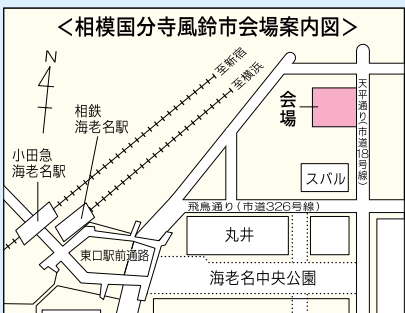 ＜相模国分寺風鈴市会場案内図＞
N
至新宿
至横浜
相鉄
海老名駅
小田急
海老名駅
会場
天平通り(市道18号線)
スバル
飛鳥通り(市道326号線)
丸井
東口駅前通路
海老名中央公園